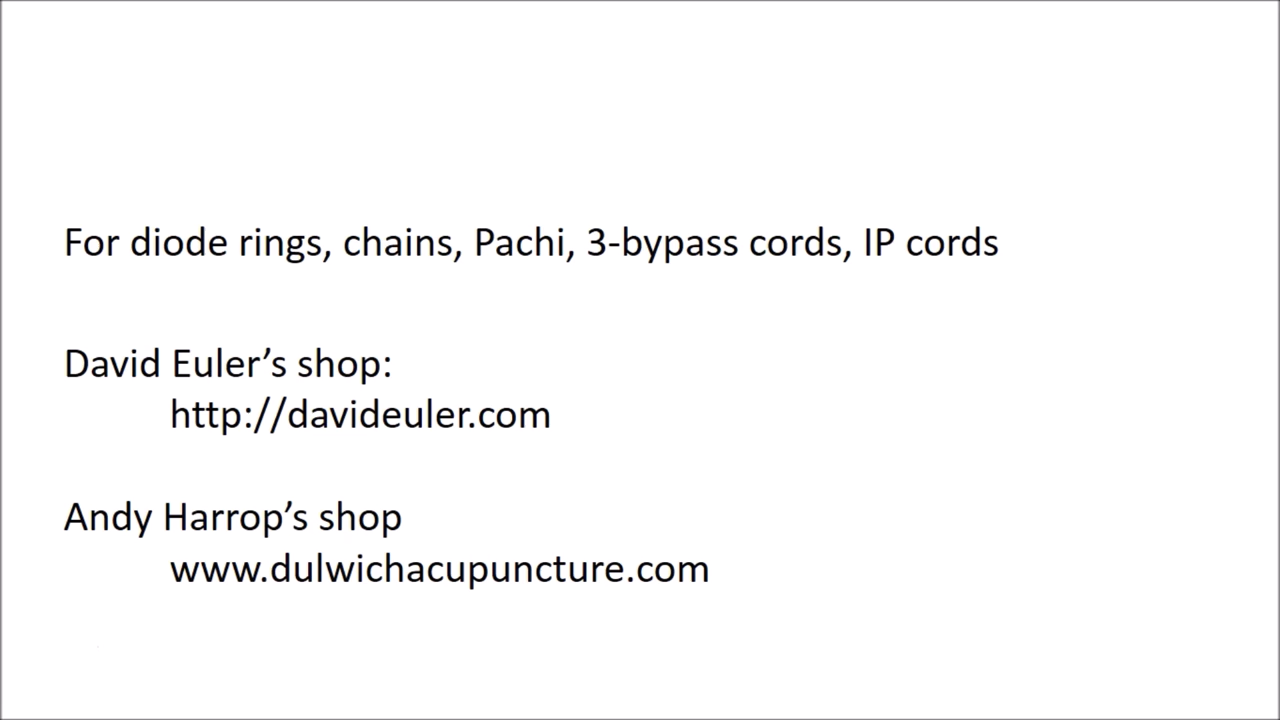 For diode rings, chains, Pachi, 3-bypass cords, IP cords
David Euler’s shop:
http://davideuler.com
Andy Harrop’s shop
www.dulwichacupuncture.com